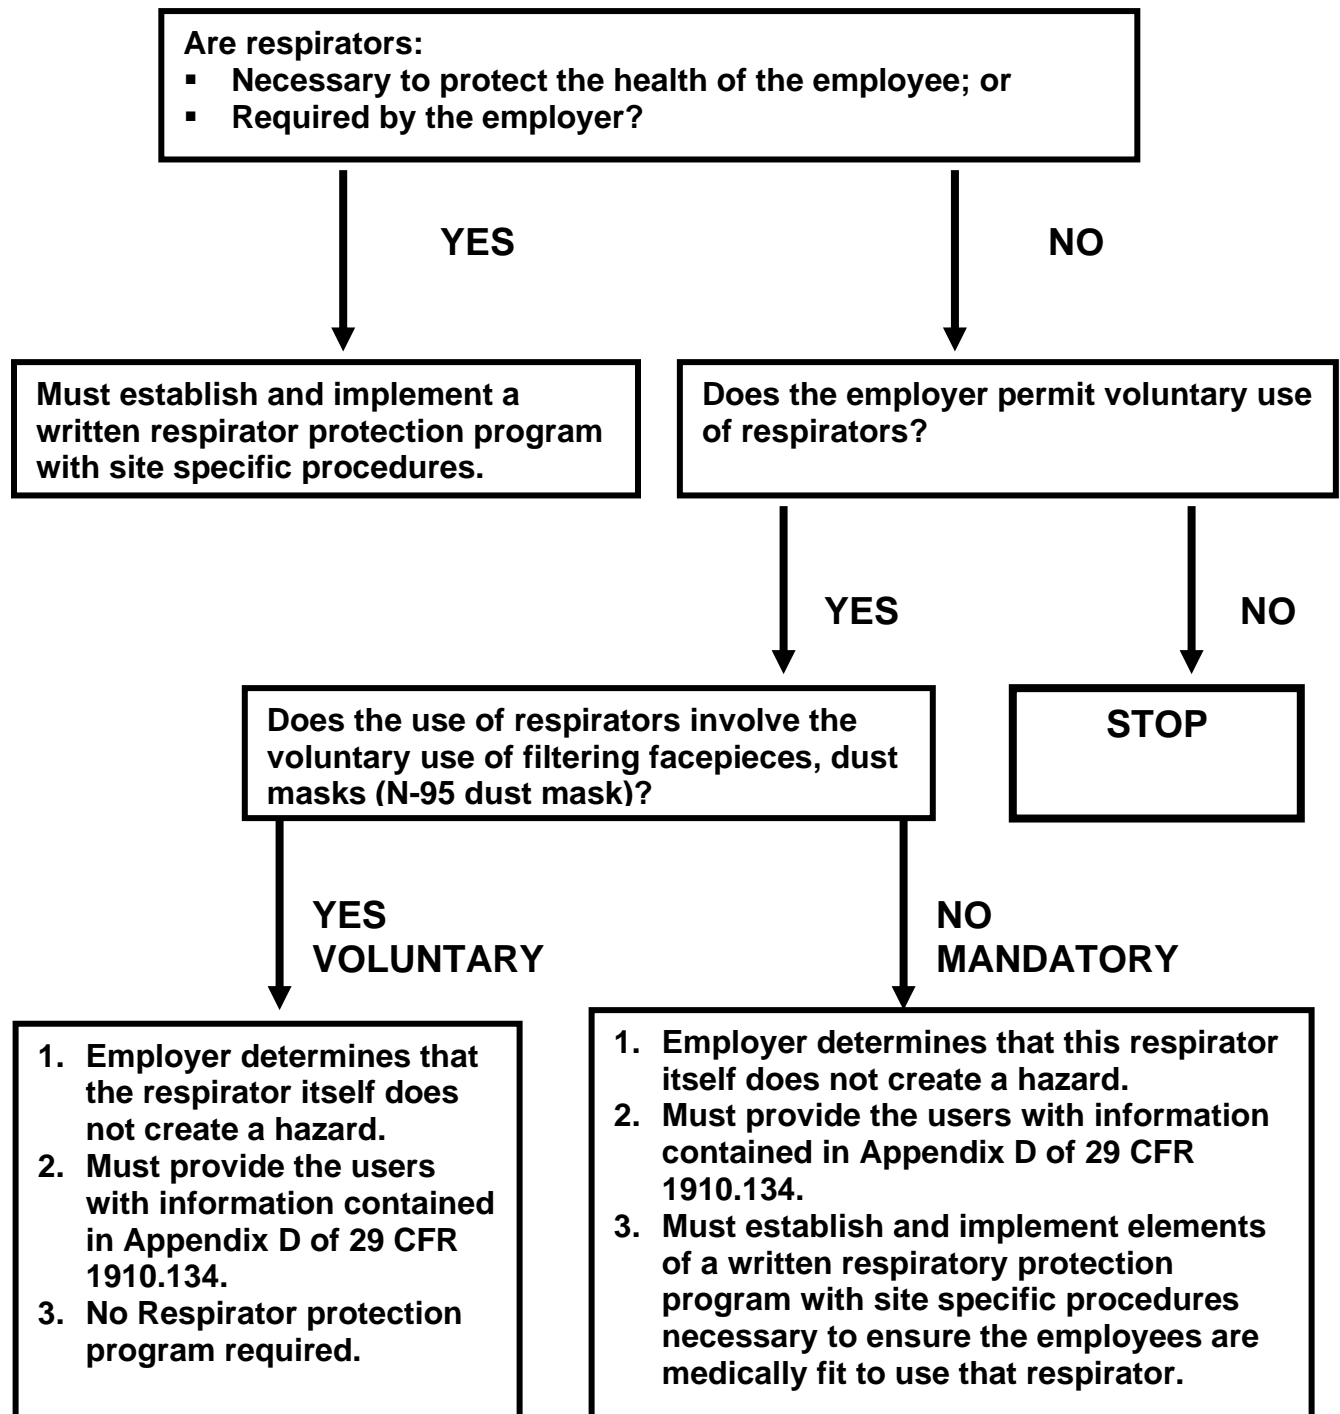 Are respirators:
▪ Necessary to protect the health of the employee; or
▪ Required by the employer?
YES
NO
Must establish and implement a
written respirator protection program
with site specific procedures.
Does the employer permit voluntary use
of respirators?
YES
NO
Does the use of respirators involve the
voluntary use of filtering facepieces, dust
masks (N-95 dust mask)?
STOP
YES
VOLUNTARY
NO
MANDATORY
1. Employer determines that
the respirator itself does
not create a hazard.
2. Must provide the users
with information contained
in Appendix D of 29 CFR
1910.134.
3. No Respirator protection
program required.
1. Employer determines that this respirator
itself does not create a hazard.
2. Must provide the users with information
contained in Appendix D of 29 CFR
1910.134.
3. Must establish and implement elements
of a written respiratory protection
program with site specific procedures
necessary to ensure the employees are
medically fit to use that respirator.